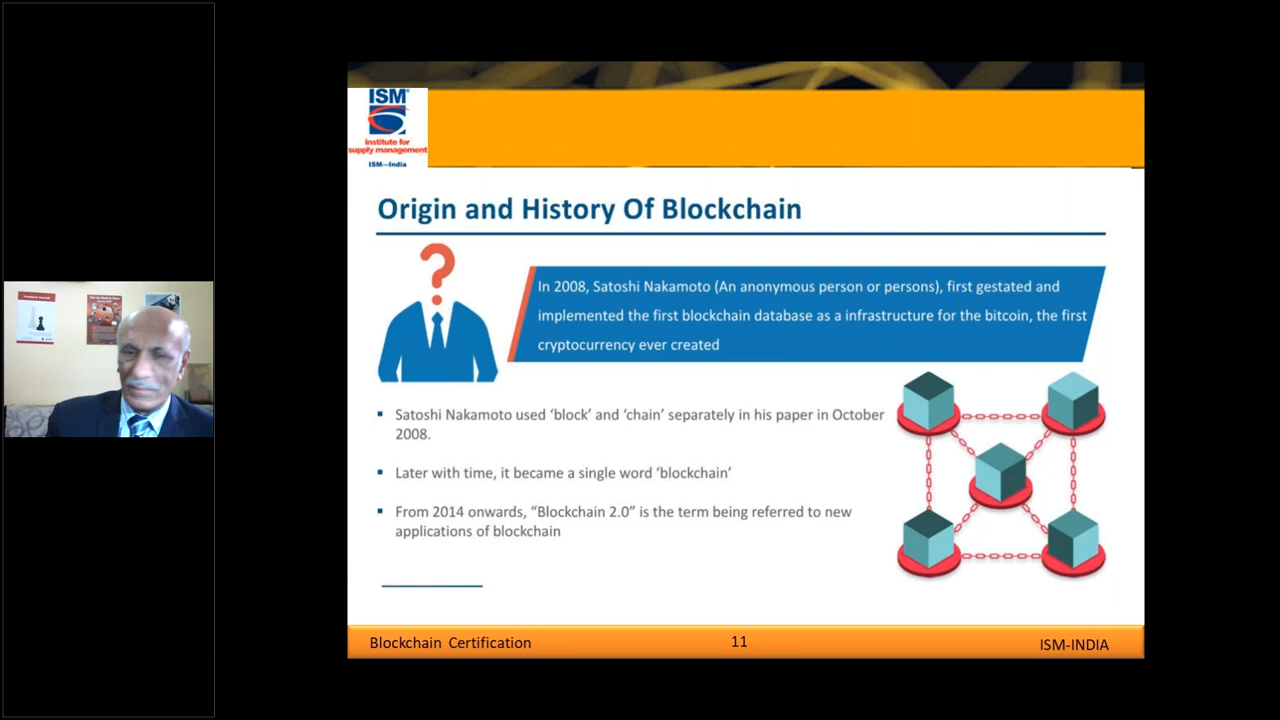 ISM®
institute for
supply management
ISM—India
Origin and History Of Blockchain
?
In 2008, Satoshi Nakamoto (An anonymous person or persons), first gestated and
implemented the first blockchain database as a infrastructure for the bitcoin, the first
cryptocurrency ever created
▪ Satoshi Nakamoto used ‘block’ and ‘chain’ separately in his paper in October
2008.
▪ Later with time, it became a single word ‘blockchain’
▪ From 2014 onwards, “Blockchain 2.0” is the term being referred to new
applications of blockchain
Blockchain Certification
11
ISM-INDIA